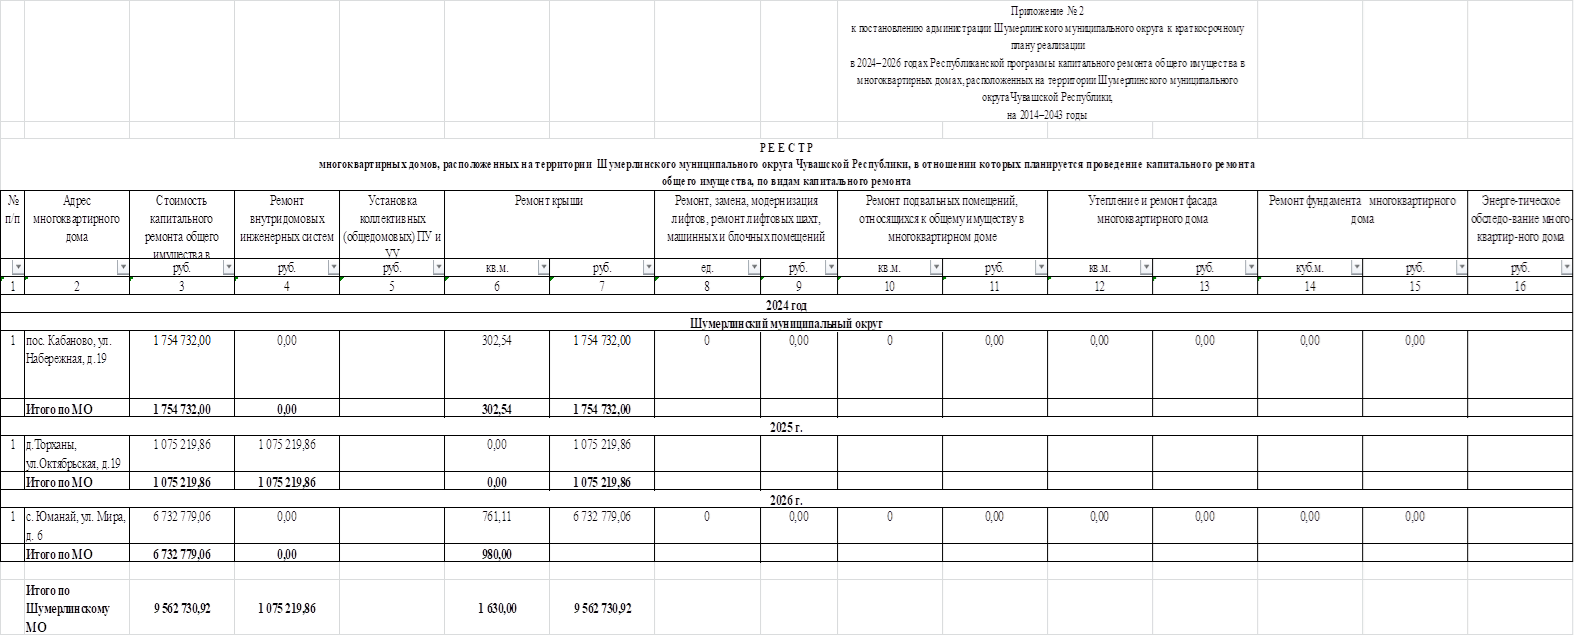 Приложение № 2
к постановлению администрации Шумерлинского муниципального округа к краткосрочному
плану реализации
в 2024–2026 годах Республиканской программы капитального ремонта общего имущества в
многоквартирных домах, расположенных на территории Шумерлинского муниципального
округа Чувашской Республики,
на 2014–2043 годы
Р Е Е С Т Р
многоквартирных домов, расположенных на территории Шумерлинского муниципального округа Чувашской Республики, в отношении которых планируется проведение капитального ремонта
общего имущества, по видам капитального ремонта
№
п/п
Адрес
многоквартирного
дома
Стоимость
капитального
ремонта общего
имущества в
Ремонт
внутридомовых
инженерных систем
Установка
коллективных
(общедомовых) ПУ и
УУ
Ремонт крыши
Ремонт, замена, модернизация
лифтов, ремонт лифтовых шахт,
машинных и блочных помещений
Ремонт подвальных помещений,
относящихся к общему имуществу в
многоквартирном доме
Утепление и ремонт фасада
многоквартирного дома
Ремонт фундамента многоквартирного
дома
Энерге-тическое
обследо-вание много-
квартир-ного дома
руб. руб. руб. кв.м. руб. ед. руб. кв.м. руб. кв.м. руб. куб.м. руб. руб.
1 2 3 4 5 6 7 8 9 10 11 12 13 14 15 16
2024 год
Шумерлинский муниципальный округ
1 пос. Кабаново, ул. 1 754 732,00 0,00 302,54 1 754 732,00 0 0,00 0 0,00 0,00 0,00 0,00 0,00
Набережная, д.19
Итого по МО 1 754 732,00 0,00 302,54 1 754 732,00
2025 г.
1 д.Торханы, 1 075 219,86 1 075 219,86 0,00 1 075 219,86
ул.Октябрьская, д.19
Итого по МО 1 075 219,86 1 075 219,86 0,00 1 075 219,86
2026 г.
1 с. Юманай, ул. Мира, 6 732 779,06 0,00 761,11 6 732 779,06 0 0,00 0 0,00 0,00 0,00 0,00 0,00
д. 6
Итого по МО 6 732 779,06 0,00 980,00
Итого по
Шумерлинскому 9 562 730,92 1 075 219,86 1 630,00 9 562 730,92
МО